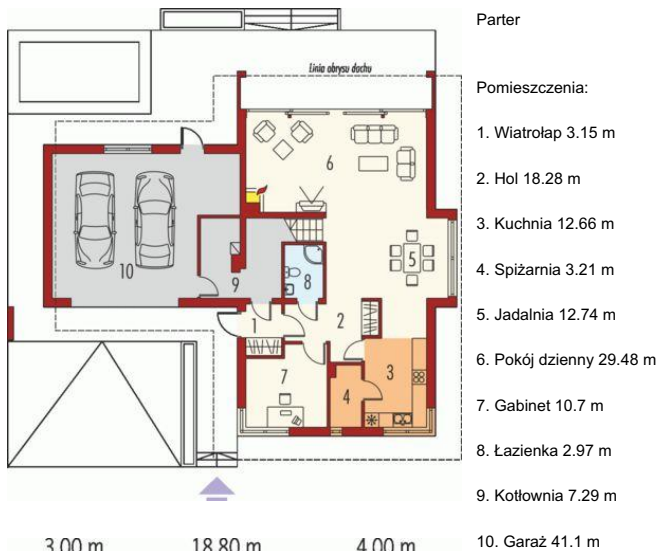 Parter
Pomieszczenia:
1. Wiatrołap 3.15 m
2. Hol 18.28 m
3. Kuchnia 12.66 m
4. Spiżarnia 3.21 m
5. Jadalnia 12.74 m
6. Pokój dzienny 29.48 m
7. Gabinet 10.7 m
8. Łazienka 2.97 m
9. Kotłownia 7.29 m
10. Garaż 41.1 m
Linia obrysu dachu
6
5
10
9
8
1
2
3
7
4
3.00 m 18.80 m 4.00 m